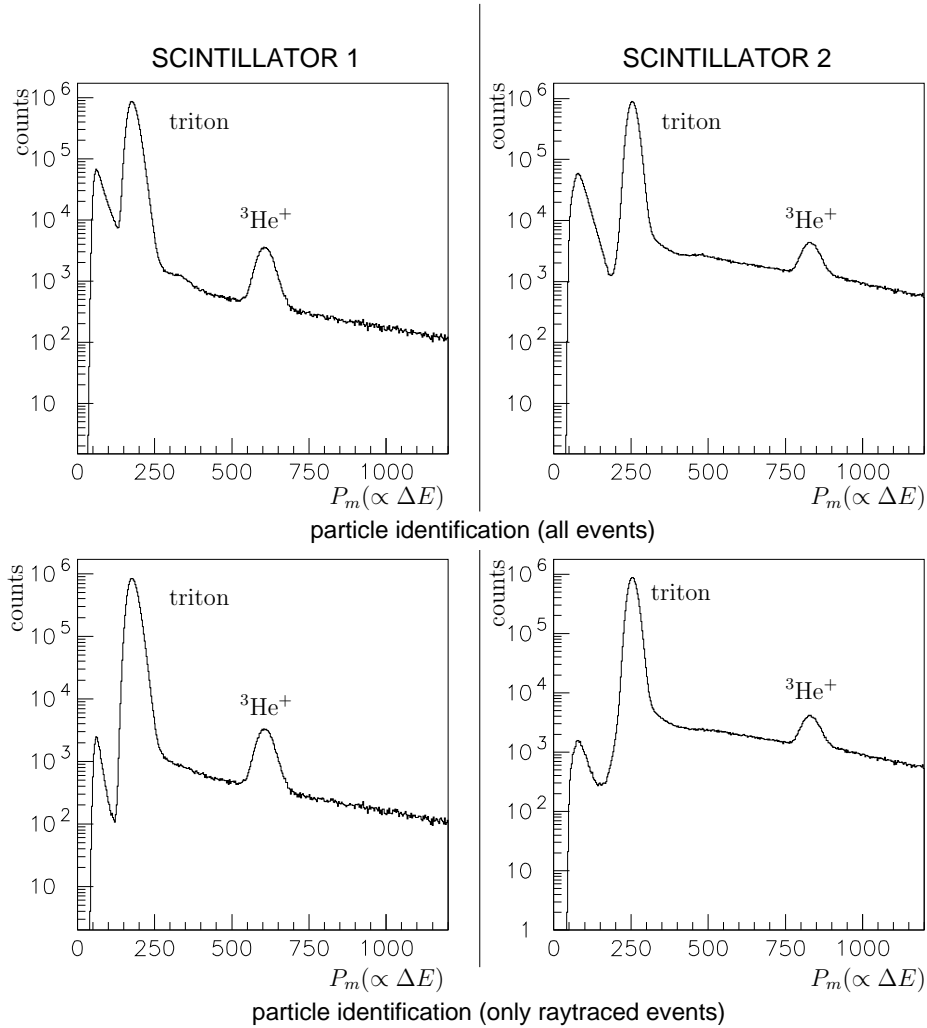 SCINTILLATOR 1
counts
10^6
10^5
10^4
10^3
10^2
10
triton
^3He^+
0 250 500 750 1000
P_m(∝ ΔE)
SCINTILLATOR 2
counts
10^6
10^5
10^4
10^3
10^2
10
triton
^3He^+
0 250 500 750 1000
P_m(∝ ΔE)
particle identification (all events)
counts
10^6
10^5
10^4
10^3
10^2
10
triton
^3He^+
0 250 500 750 1000
P_m(∝ ΔE)
counts
10^6
10^5
10^4
10^3
10^2
10
1
triton
^3He^+
0 250 500 750 1000
P_m(∝ ΔE)
particle identification (only raytraced events)